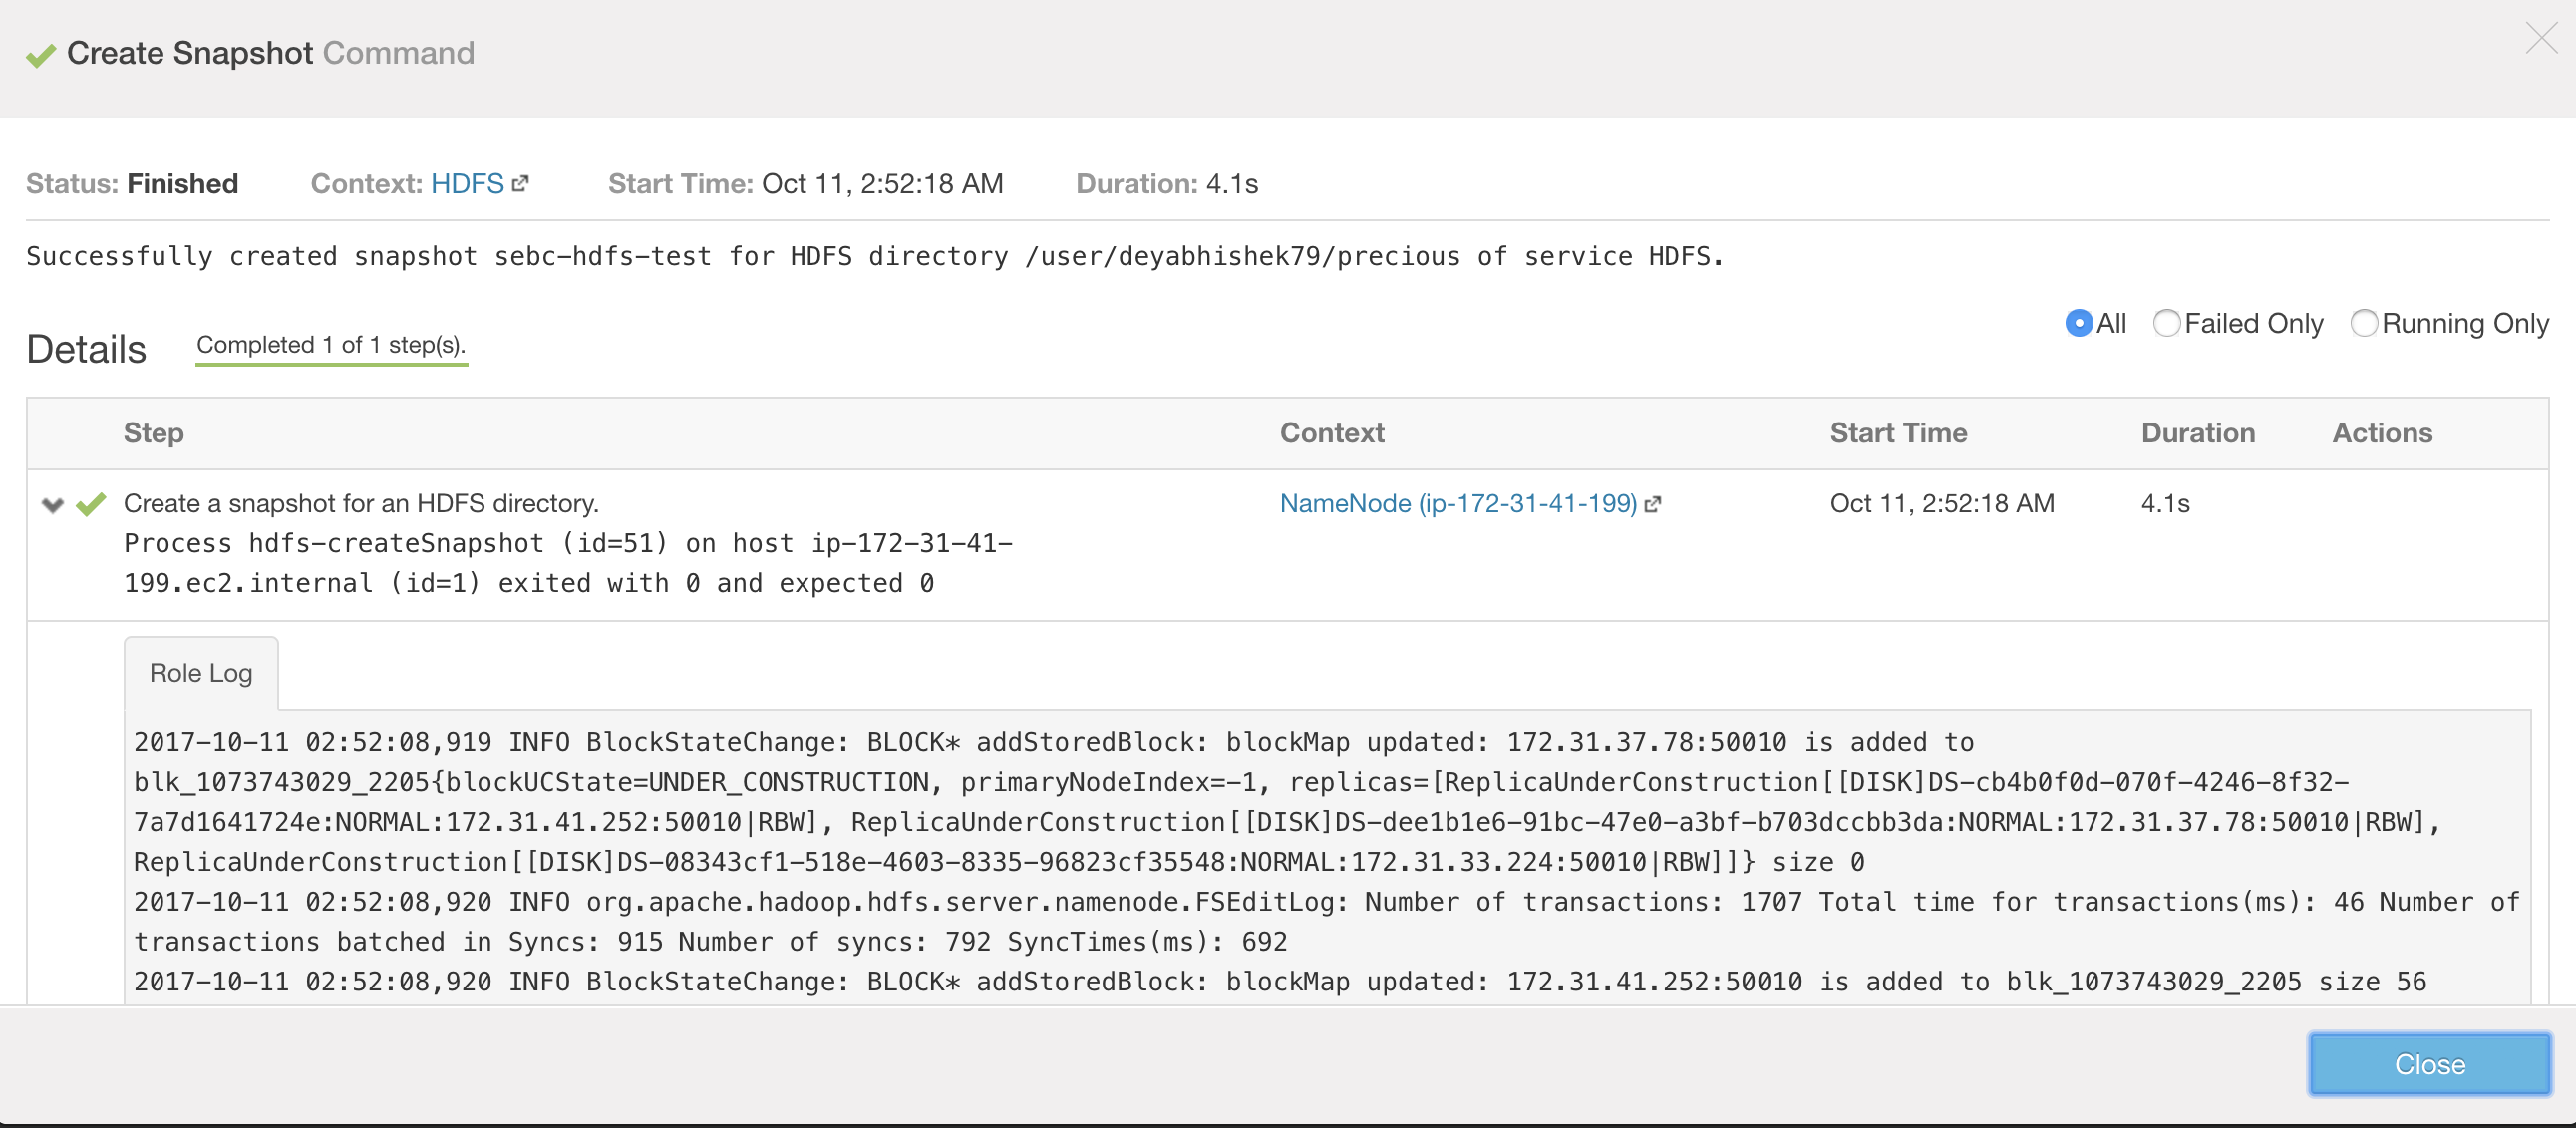 Create Snapshot Command
Status: Finished Context: HDFS Start Time: Oct 11, 2:52:18 AM Duration: 4.1s
Successfully created snapshot sebc-hdfs-test for HDFS directory /user/deyabhishek79/precious of service HDFS.
All Failed Only Running Only
Details Completed 1 of 1 step(s).
Step Context Start Time Duration Actions
Create a snapshot for an HDFS directory. NameNode (ip-172-31-41-199) Oct 11, 2:52:18 AM 4.1s
Process hdfs-createSnapshot (id=51) on host ip-172-31-41-
199.ec2.internal (id=1) exited with 0 and expected 0
Role Log
2017-10-11 02:52:08,919 INFO BlockStateChange: BLOCK* addStoredBlock: blockMap updated: 172.31.37.78:50010 is added to
blk_1073743029_2205{blockUCState=UNDER_CONSTRUCTION, primaryNodeIndex=-1, replicas=[ReplicaUnderConstruction[[DISK]DS-cb4b0f0d-070f-4246-8f32-
7a7d1641724e:NORMAL:172.31.41.252:50010|RBW], ReplicaUnderConstruction[[DISK]DS-dee1b1e6-91bc-47e0-a3bf-b703dccbb3da:NORMAL:172.31.37.78:50010|RBW],
ReplicaUnderConstruction[[DISK]DS-08343cf1-518e-4603-8335-96823cf35548:NORMAL:172.31.33.224:50010|RBW]]} size 0
2017-10-11 02:52:08,920 INFO org.apache.hadoop.hdfs.server.namenode.FSEditLog: Number of transactions: 1707 Total time for transactions(ms): 46 Number of
transactions batched in Syncs: 915 Number of syncs: 792 SyncTimes(ms): 692
2017-10-11 02:52:08,920 INFO BlockStateChange: BLOCK* addStoredBlock: blockMap updated: 172.31.41.252:50010 is added to blk_1073743029_2205 size 56
Close